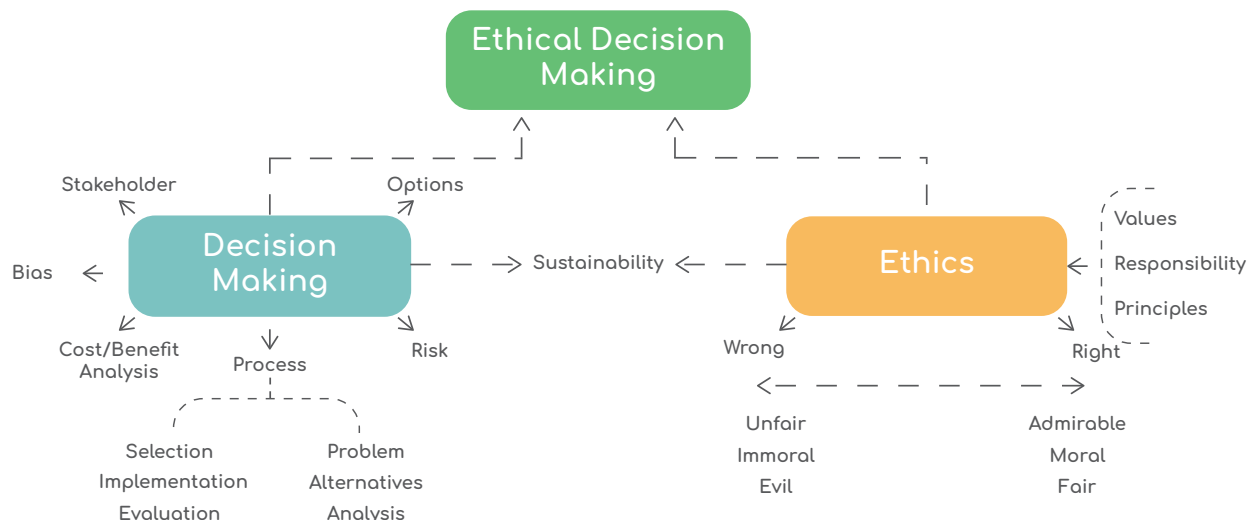 Ethical Decision
Making
Stakeholder
Options
Decision
Making
Bias
Cost/Benefit
Analysis
Process
Risk
Selection
Implementation
Evaluation
Problem
Alternatives
Analysis
Sustainability
Ethics
Values
Responsibility
Principles
Wrong
Right
Unfair
Immoral
Evil
Admirable
Moral
Fair